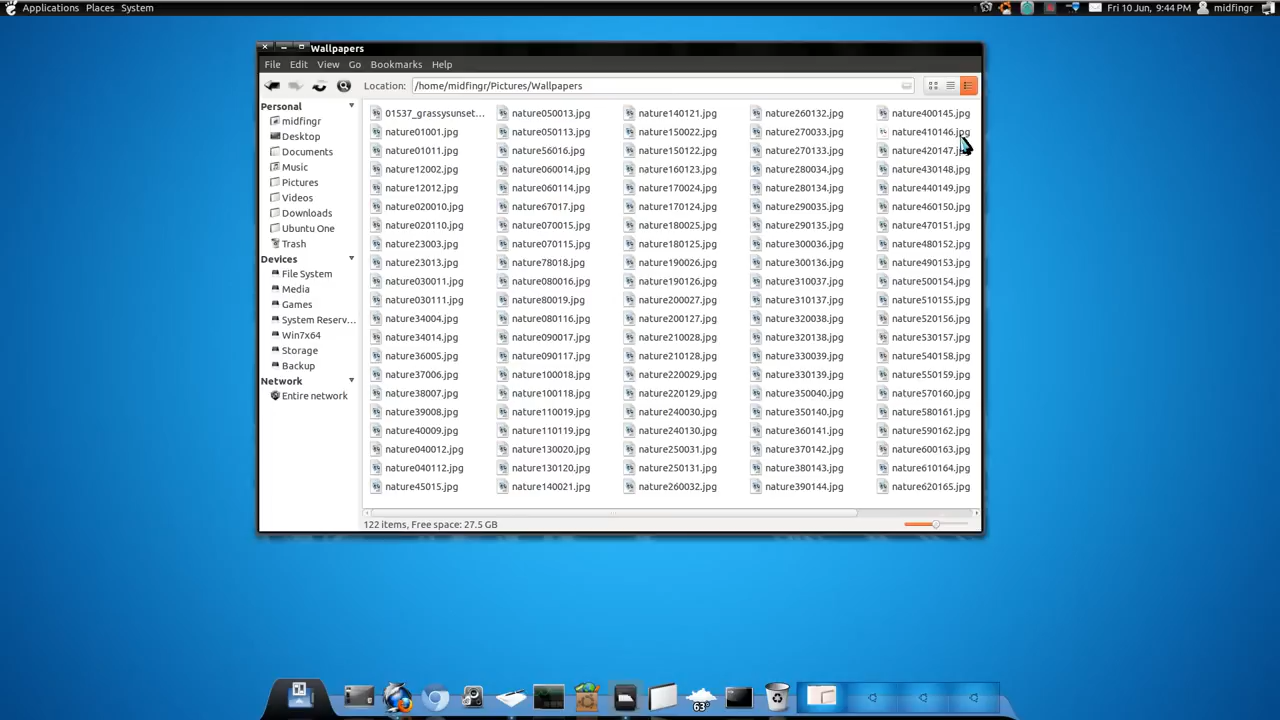 Applications Places System Fri 10 Jun, 9:44 PM midfingr
Wallpapers
File Edit View Go Bookmarks Help
Location: /home/midfingr/Pictures/Wallpapers
Personal
midfingr
Desktop
Documents
Music
Pictures
Videos
Downloads
Ubuntu One
Trash
Devices
File System
Media
Games
System Reserv...
Win7x64
Storage
Backup
Network
Entire network
01537_grassysunset...
nature01001.jpg
nature01011.jpg
nature12002.jpg
nature12012.jpg
nature020010.jpg
nature020110.jpg
nature23003.jpg
nature23013.jpg
nature030011.jpg
nature030111.jpg
nature34004.jpg
nature34014.jpg
nature36005.jpg
nature37006.jpg
nature38007.jpg
nature39008.jpg
nature40009.jpg
nature040012.jpg
nature040112.jpg
nature45015.jpg
nature050013.jpg
nature050113.jpg
nature56016.jpg
nature060014.jpg
nature060114.jpg
nature67017.jpg
nature070015.jpg
nature070115.jpg
nature78018.jpg
nature080016.jpg
nature80019.jpg
nature080116.jpg
nature090017.jpg
nature090117.jpg
nature100018.jpg
nature100118.jpg
nature110019.jpg
nature110119.jpg
nature130020.jpg
nature130120.jpg
nature140021.jpg
nature140121.jpg
nature150022.jpg
nature150122.jpg
nature160123.jpg
nature170024.jpg
nature170124.jpg
nature180025.jpg
nature180125.jpg
nature190026.jpg
nature190126.jpg
nature200027.jpg
nature200127.jpg
nature210028.jpg
nature210128.jpg
nature220029.jpg
nature220129.jpg
nature240030.jpg
nature240130.jpg
nature250031.jpg
nature250131.jpg
nature260032.jpg
nature260132.jpg
nature270033.jpg
nature270133.jpg
nature280034.jpg
nature280134.jpg
nature290035.jpg
nature290135.jpg
nature300036.jpg
nature300136.jpg
nature310037.jpg
nature310137.jpg
nature320038.jpg
nature320138.jpg
nature330039.jpg
nature330139.jpg
nature350040.jpg
nature350140.jpg
nature360141.jpg
nature370142.jpg
nature380143.jpg
nature390144.jpg
nature400145.jpg
nature410146.jpg
nature420147.jpg
nature430148.jpg
nature440149.jpg
nature460150.jpg
nature470151.jpg
nature480152.jpg
nature490153.jpg
nature500154.jpg
nature510155.jpg
nature520156.jpg
nature530157.jpg
nature540158.jpg
nature550159.jpg
nature570160.jpg
nature580161.jpg
nature590162.jpg
nature600163.jpg
nature610164.jpg
nature620165.jpg
122 items, Free space: 27.5 GB
63°